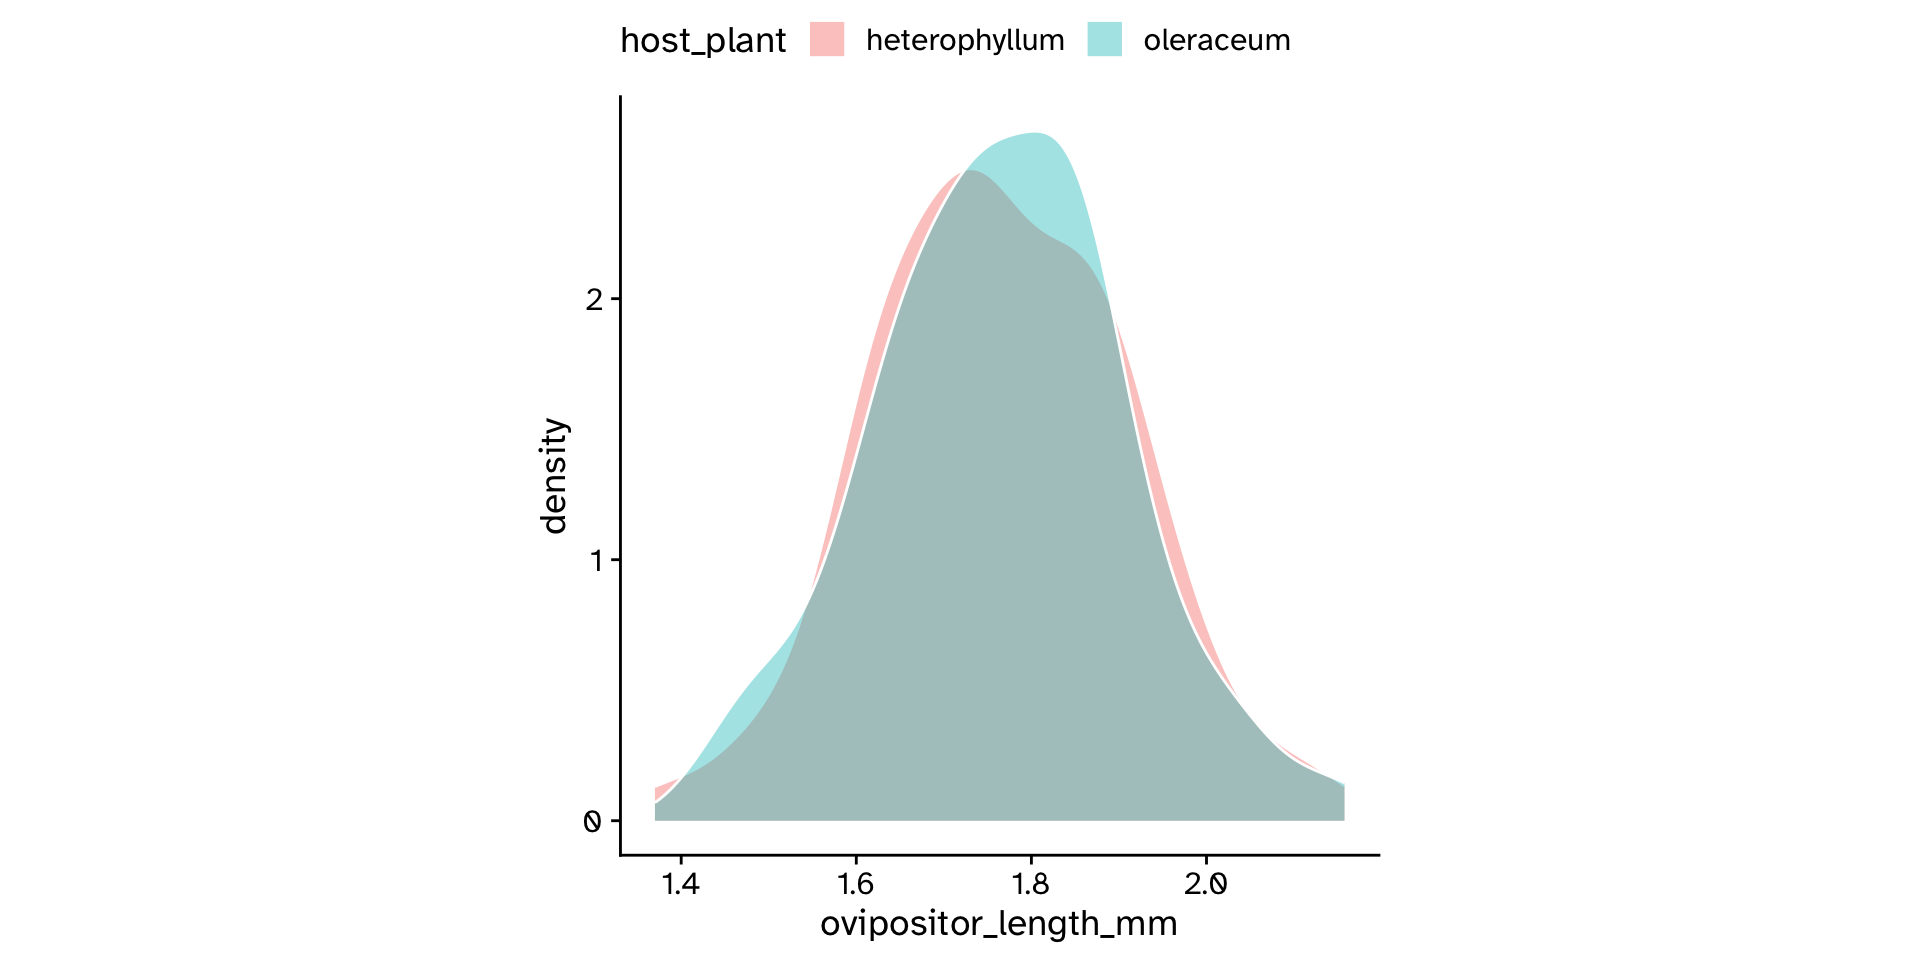 host_plant heterophyllum oleraceum
density
2
1
0
1.4 1.6 1.8 2.0
ovipositor_length_mm